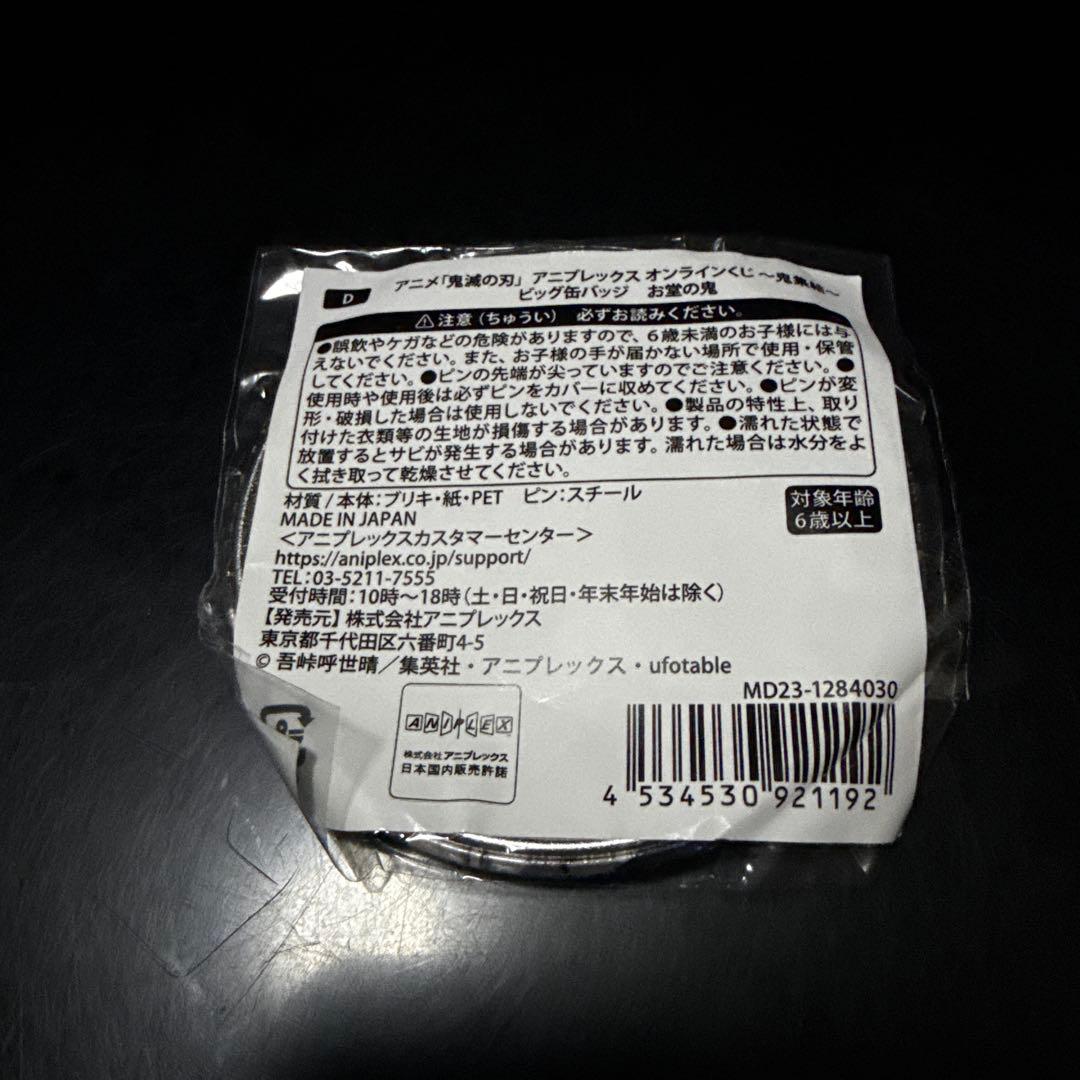 D
アニメ「鬼滅の刃」 アニプレックス オンラインくじ ～鬼集結～
ビッグ缶バッジ　お堂の鬼
⚠注意（ちゅうい）　必ずお読みください。
●誤飲やケガなどの危険がありますので、6歳未満のお子様には与
えないでください。また、お子様の手が届かない場所で使用・保管
してください。●ピンの先端が尖っていますのでご注意ください。●
使用時や使用後は必ずピンをカバーに収めてください。●ピンが変
形・破損した場合は使用しないでください。●製品の特性上、取り
付けた衣類等の生地が損傷する場合があります。●濡れた状態で
放置するとサビが発生する場合があります。濡れた場合は水分をよ
く拭き取って乾燥させてください。
材質/本体：ブリキ・紙・PET　ピン：スチール
対象年齢
6歳以上
MADE IN JAPAN
＜アニプレックスカスタマーセンター＞
https://aniplex.co.jp/support/
TEL：03-5211-7555
受付時間：10時～18時（土・日・祝日・年末年始は除く）
【発売元】株式会社アニプレックス
東京都千代田区六番町4-5
© 吾峠呼世晴／集英社・アニプレックス・ufotable
MD23-1284030
ANIPLEX
株式会社アニプレックス
日本国内販売許諾
4 534530 921192